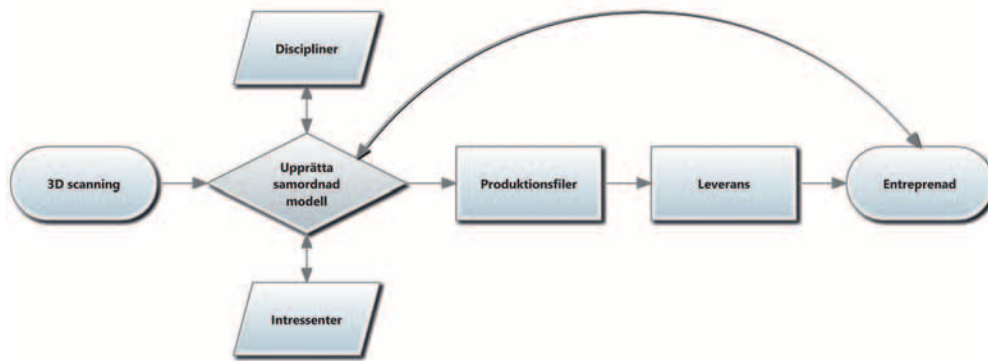 Discipliner
3D scanning
Upprätta
samordnad
modell
Produktionsfiler
Leverans
Entreprenad
Intressenter